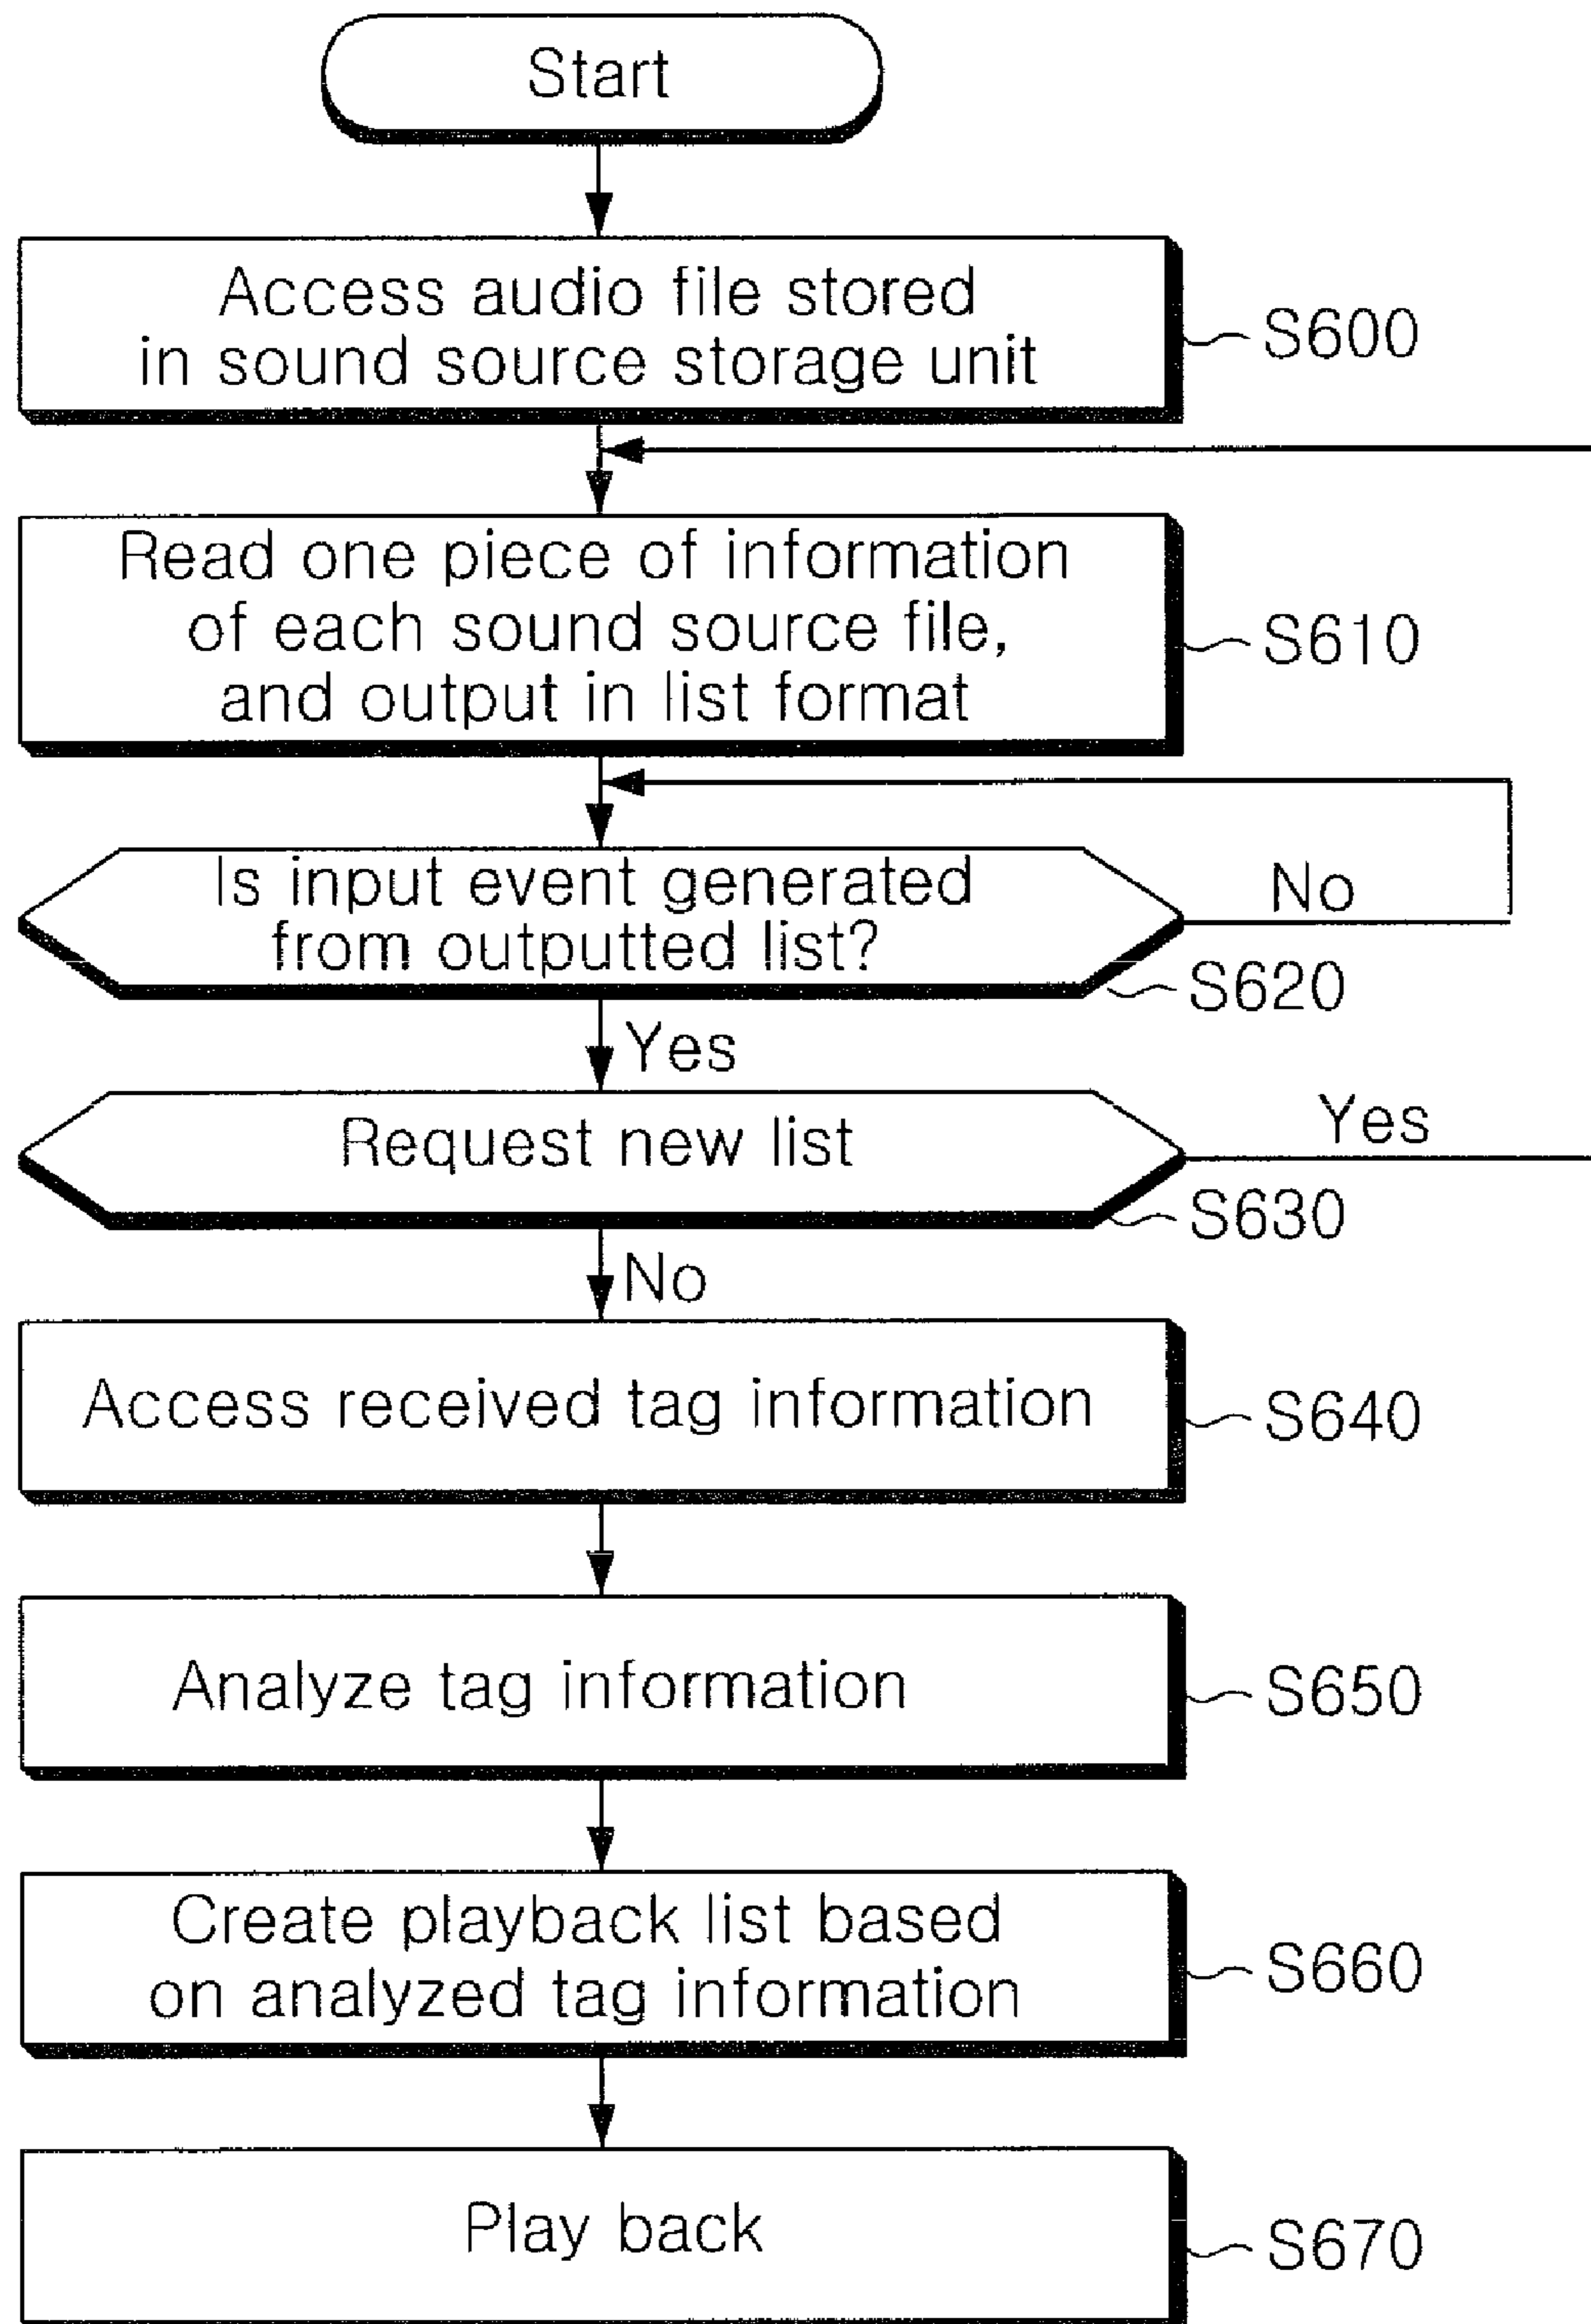 Start
Access audio file stored
in sound source storage unit
S600
Read one piece of information
of each sound source file,
and output in list format
S610
Is input event generated
from outputted list?
No
S620
Yes
Request new list
Yes
S630
No
Access received tag information
S640
Analyze tag information
S650
Create playback list based
on analyzed tag information
S660
Play back
S670